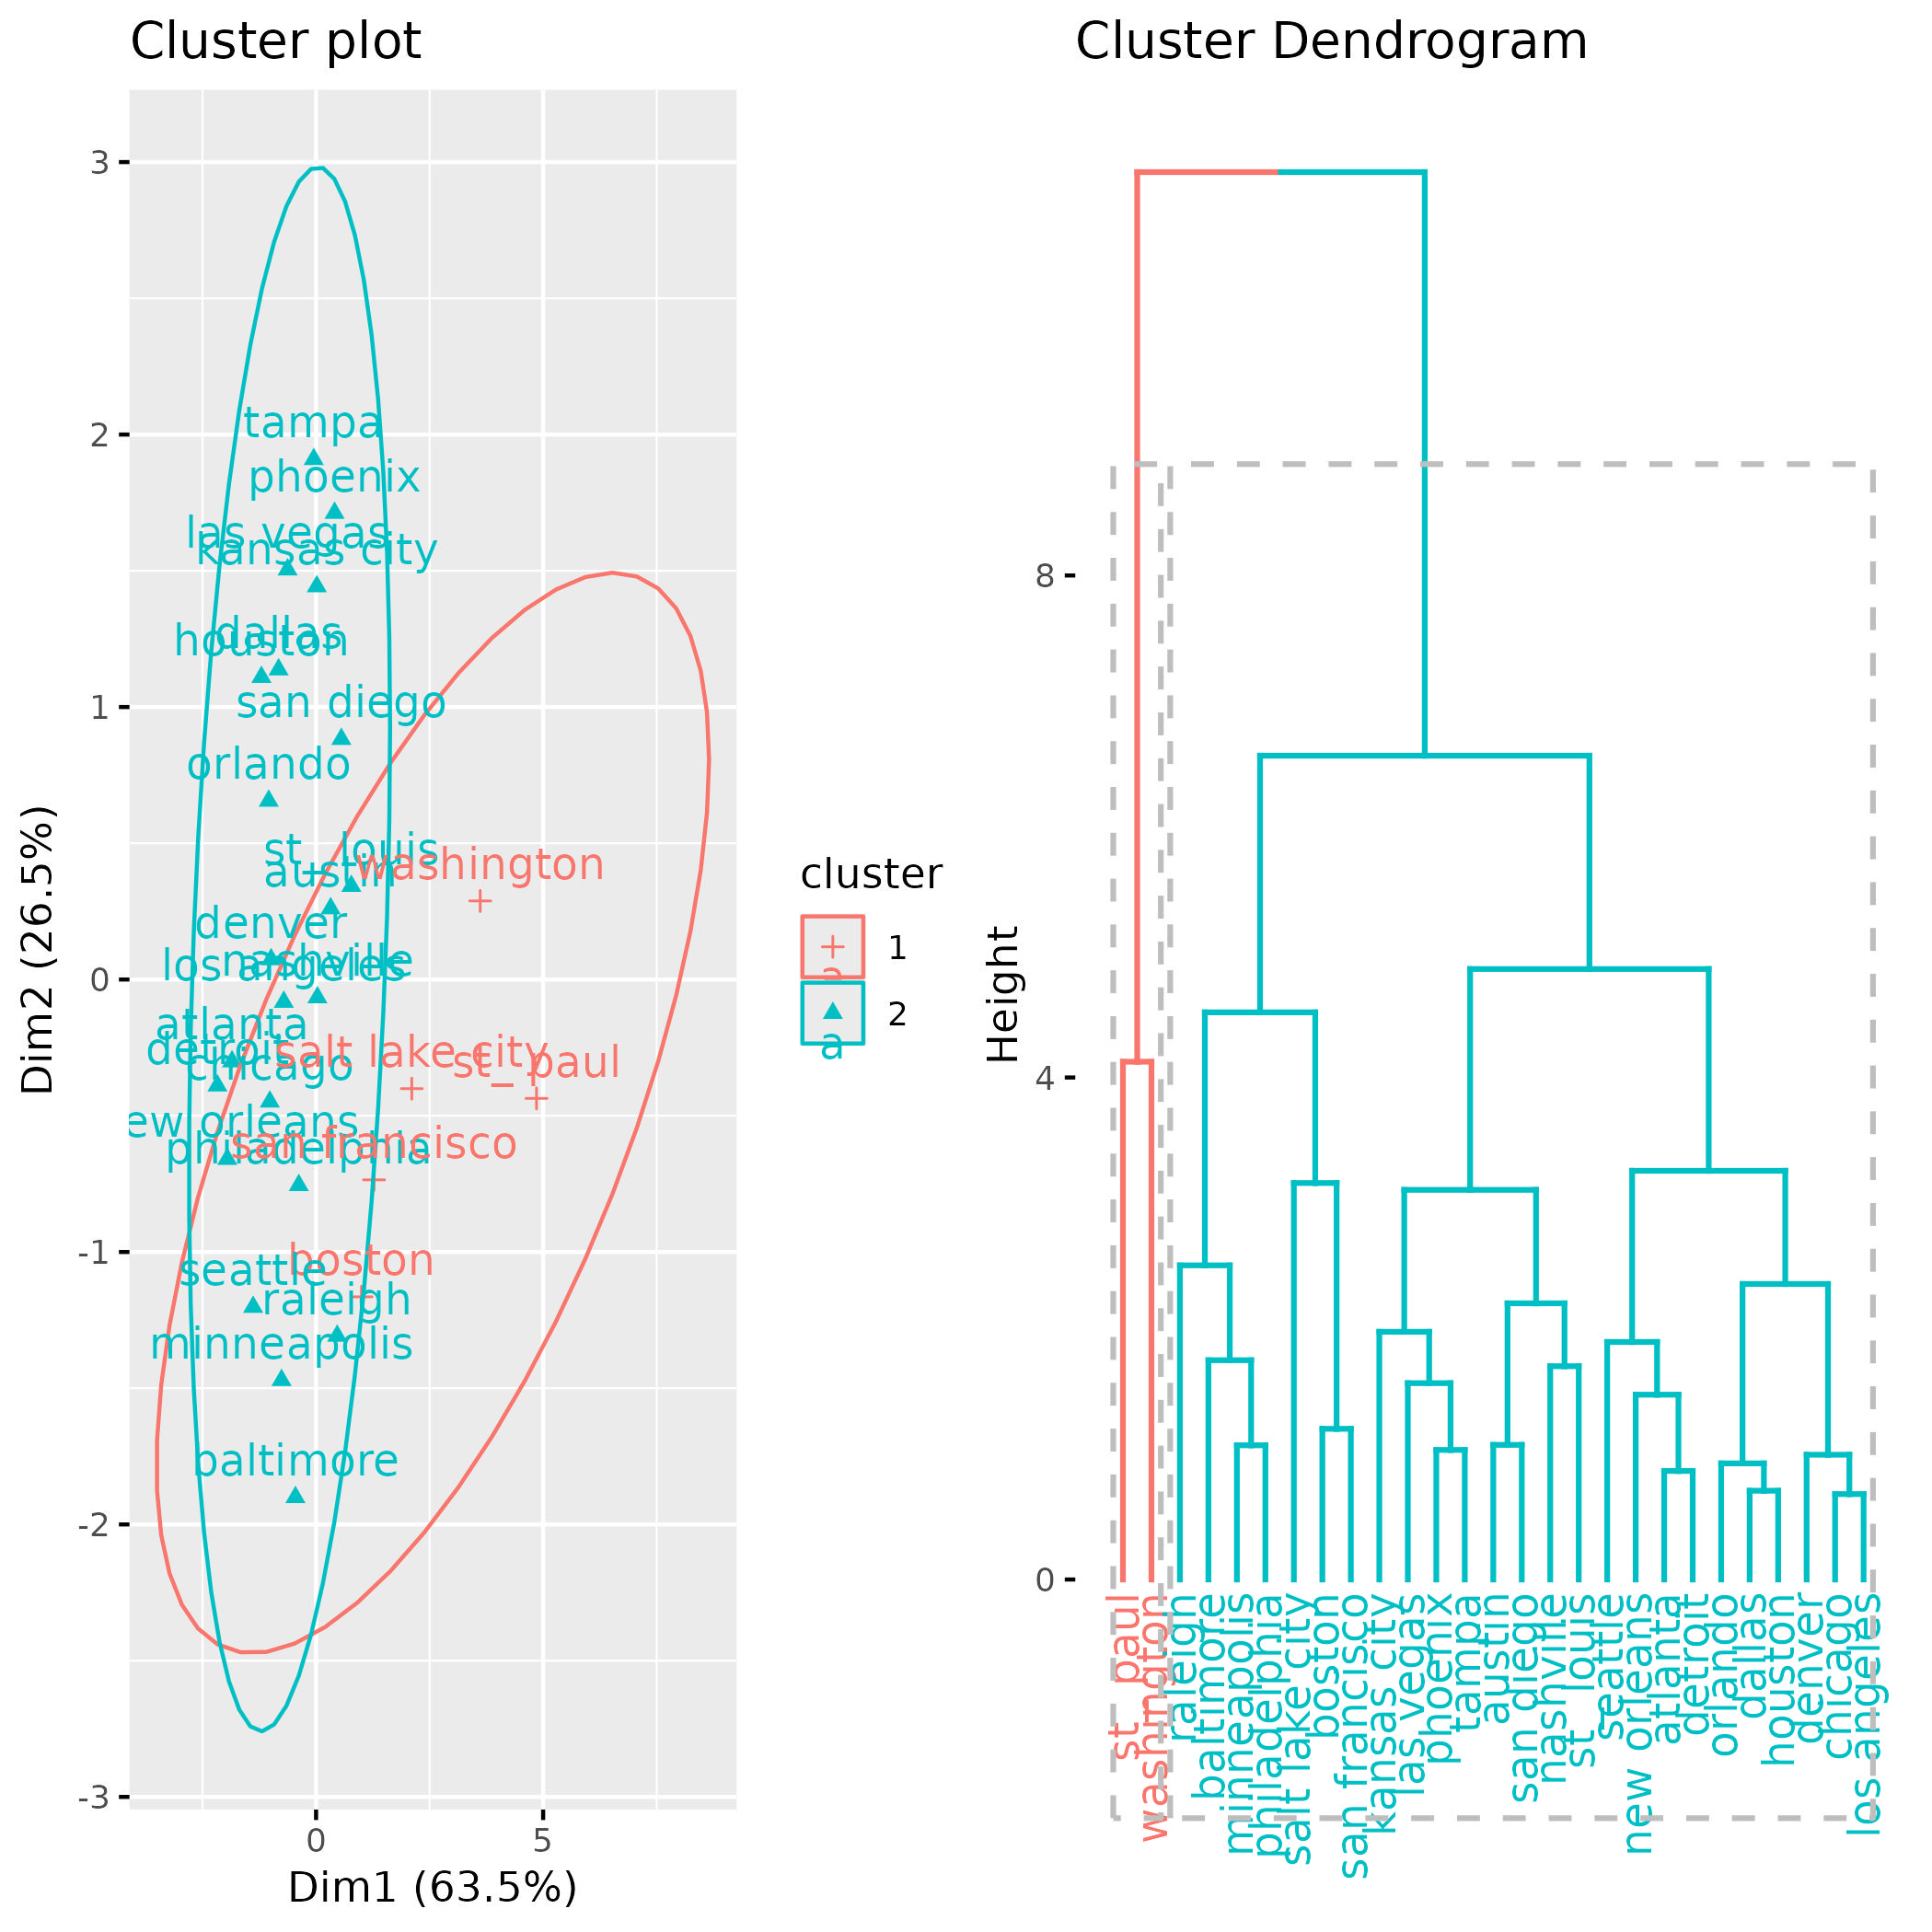 Cluster plot
3
2
1
0
-1
-2
-3
Dim2 (26.5%)
tampa
phoenix
las vegas
kansas city
dallas
houston
san diego
orlando
st_louis
washington
austin
denver
nashville
los angeles
atlanta
detroit
salt lake city
st_paul
chicago
ew orleans
san francisco
philadelphia
boston
seattle
raleigh
minneapolis
baltimore
0
5
Dim1 (63.5%)
cluster
1
a
2
a
Cluster Dendrogram
Height
8
4
0
st_paul
washington
raleigh
baltimore
minneapolis
philadelphia
salt lake city
boston
san francisco
kansas city
las vegas
phoenix
tampa
austin
san diego
nashville
st_louis
seattle
new orleans
atlanta
detroit
orlando
dallas
houston
denver
chicago
los angeles